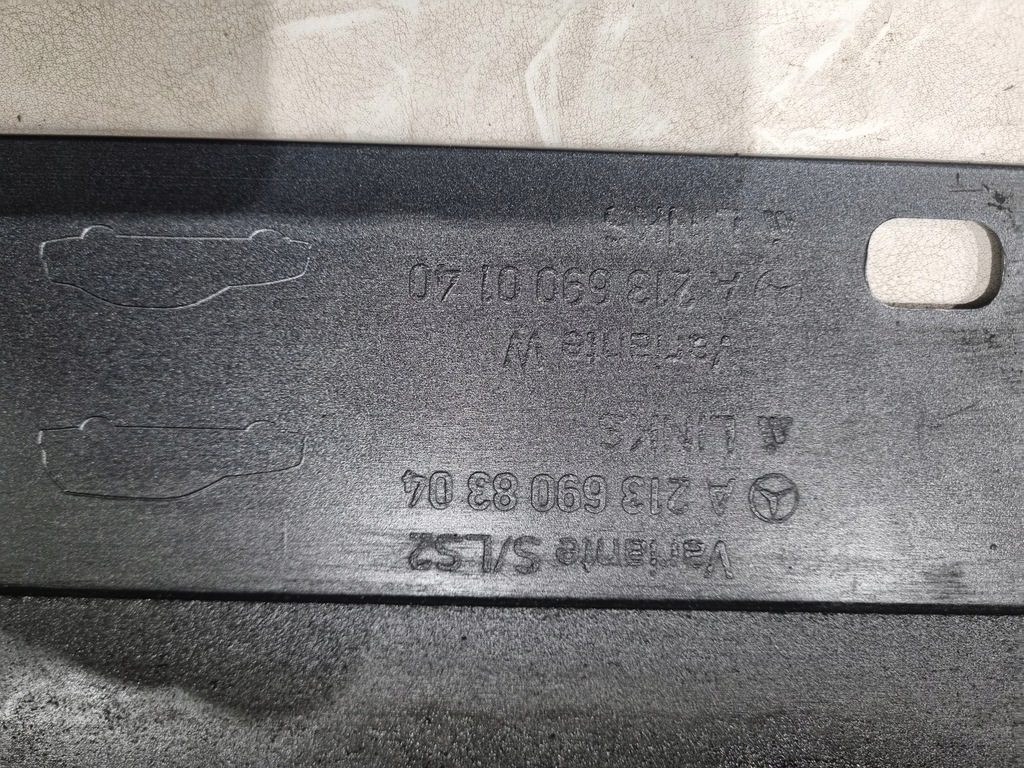 Variante S/LS2
A 213 690 83 04
LINKS
Variante W
A 213 690 01 40
LINKS